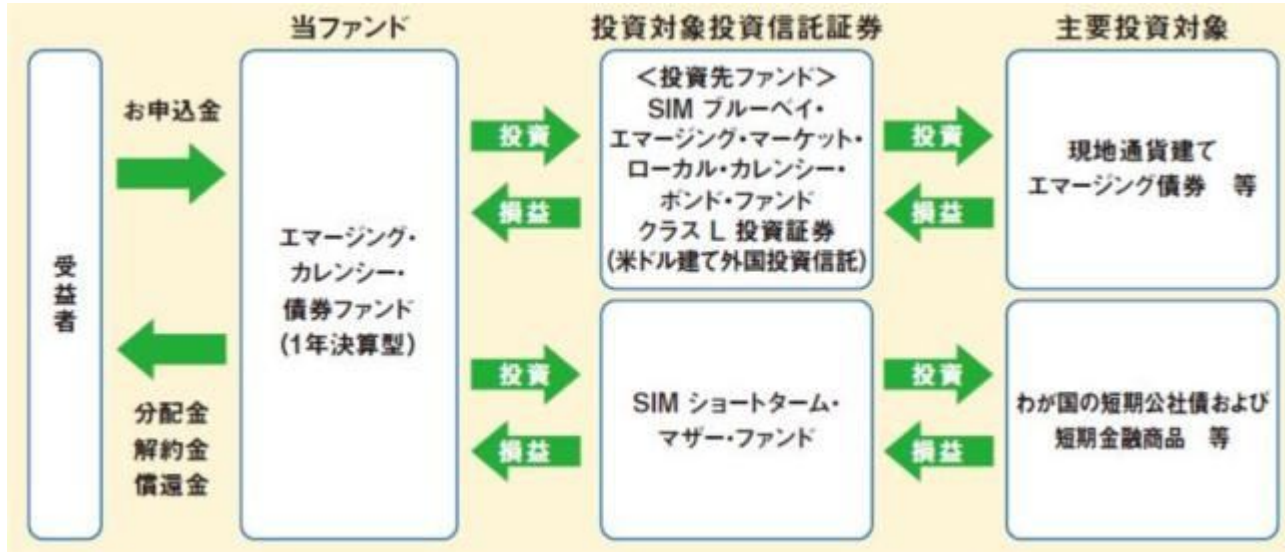 当ファンド
投資対象投資信託証券
主要投資対象
受益者
お申込金
分配金
解約金
償還金
エマージング・
カレンシー・
債券ファンド
(1年決算型)
投資
損益
<投資先ファンド>
SIM ブルーベイ・
エマージング・マーケット・
ローカル・カレンシー・
ボンド・ファンド
クラス L 投資証券
(米ドル建て外国投資信託)
投資
損益
現地通貨建て
エマージング債券 等
投資
損益
SIM ショートターム・
マザー・ファンド
投資
損益
わが国の短期公社債および
短期金融商品 等